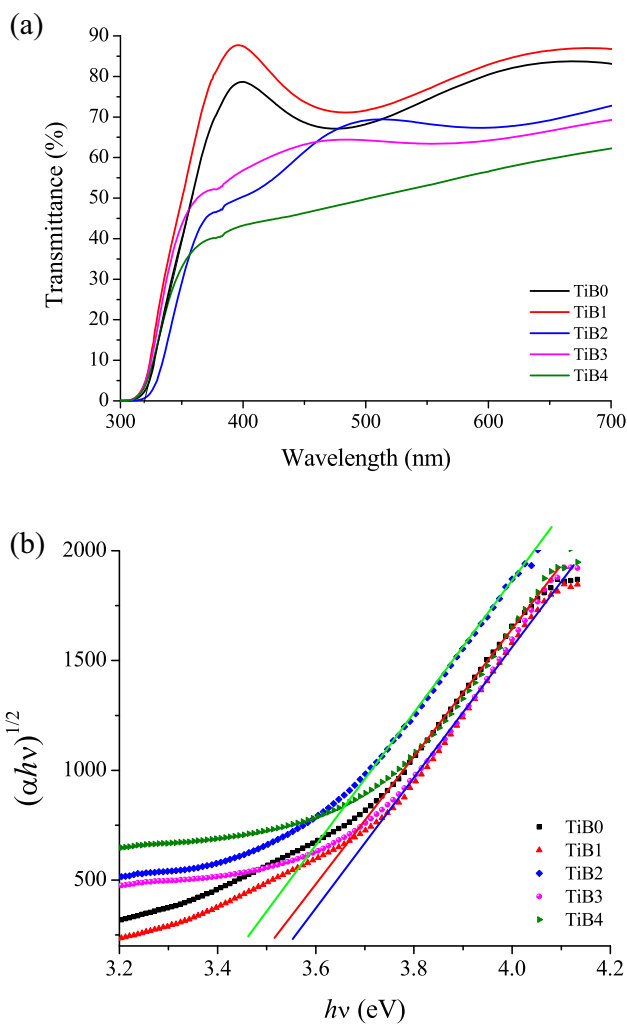 (a)
90
80
70
60
50
40
30
20
10
0
Transmittance (%)
TiB0
TiB1
TiB2
TiB3
TiB4
300 400 500 600 700
Wavelength (nm)
(b)
2000
1500
1000
500
(αhν)1/2
TiB0
TiB1
TiB2
TiB3
TiB4
3.2 3.4 3.6 3.8 4.0 4.2
hν (eV)